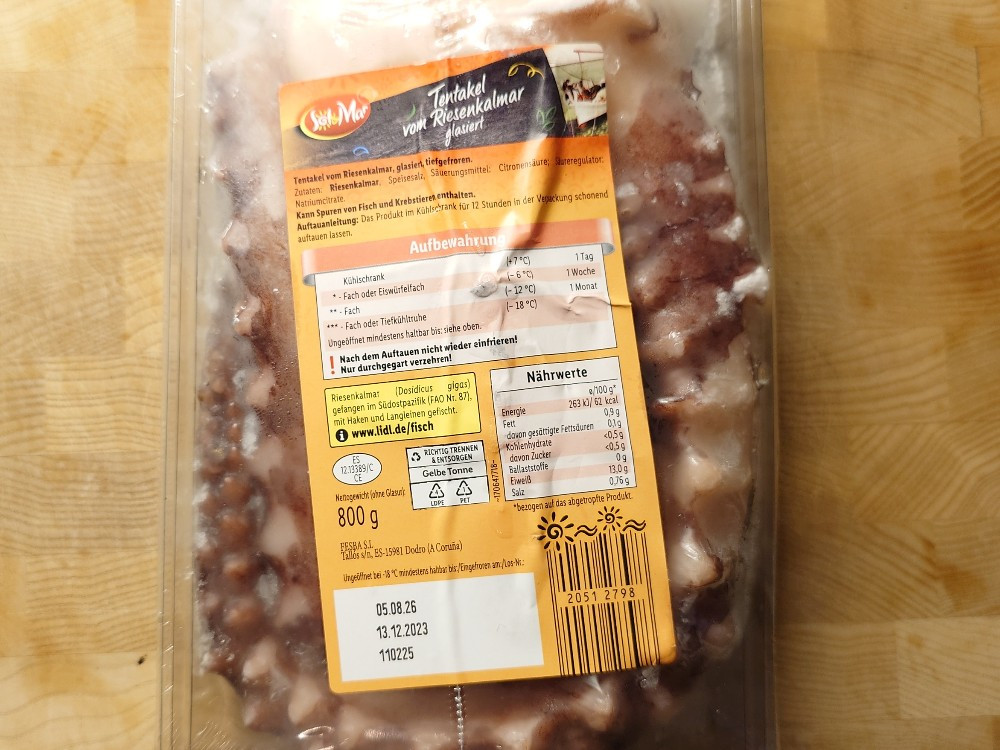 Sol&Mar
Tentakel
vom Riesenkalmar
glasiert
Tentakel vom Riesenkalmar, glasiert, tiefgefroren.
Zutaten: Riesenkalmar, Speisesalz, Säuerungsmittel: Citronensäure; Säureregulator:
Natriumcitrate.
Kann Spuren von Fisch und Krebstieren enthalten.
Auftauanleitung: Das Produkt im Kühlschrank für 12 Stunden in der Verpackung schonend
auftauen lassen.
Aufbewahrung
Kühlschrank (+7 °C) 1 Tag
* - Fach oder Eiswürfelfach (- 6 °C) 1 Woche
** - Fach (- 12 °C) 1 Monat
*** - Fach oder Tiefkühltruhe (- 18 °C)
Ungeöffnet mindestens haltbar bis: siehe oben.
! Nach dem Auftauen nicht wieder einfrieren!
Nur durchgegart verzehren!
Riesenkalmar (Dosidicus gigas)
gefangen im Südostpazifik (FAO Nr. 87),
mit Haken und Langleinen gefischt.
i www.lidl.de/fisch
ES
12.13389/C
CE
RICHTIG TRENNEN
& ENTSORGEN
Gelbe Tonne
4 1
LDPE PET
Nettogewicht (ohne Glasur):
800 g
-170647718-
Nährwerte
ø/100 g*
Energie 263 kJ/ 62 kcal
Fett 0,9 g
davon gesättigte Fettsäuren 0,1 g
Kohlenhydrate <0,5 g
davon Zucker <0,5 g
Ballaststoffe 0 g
Eiweiß 13,0 g
Salz 0,76 g
*bezogen auf das abgetropfte Produkt.
FESBA S.L.
Tallós s/n, ES-15981 Dodro (A Coruña)
Ungeöffnet bei -18 °C mindestens haltbar bis:/Eingefroren am:/Los-Nr.:
05.08.26
13.12.2023
110225
2051 2798